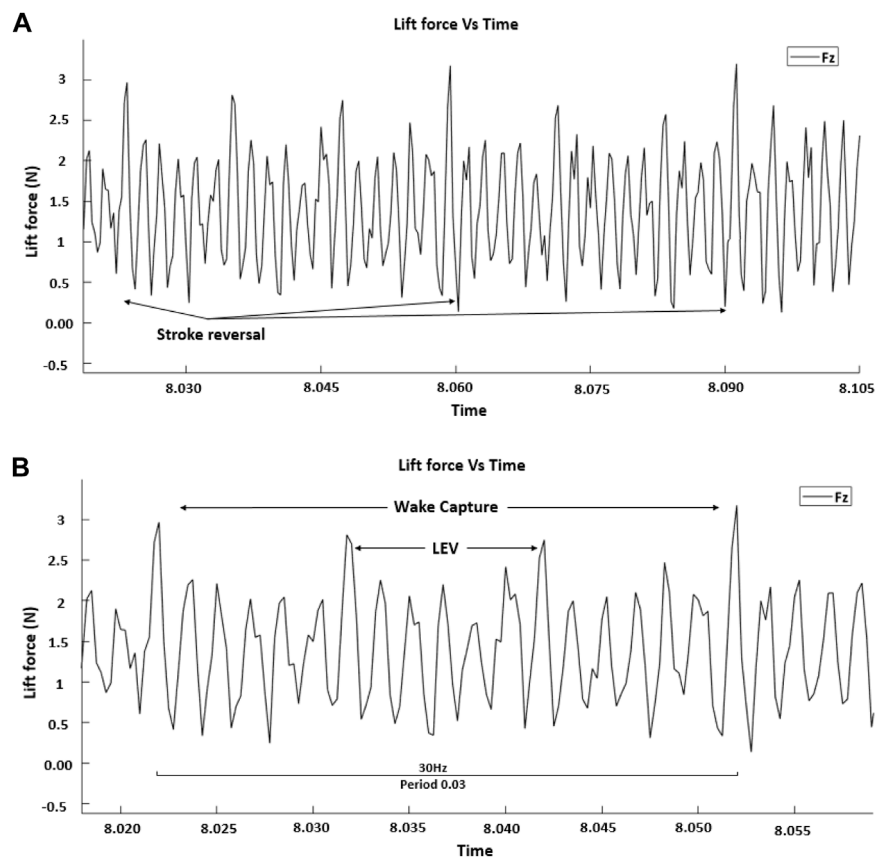 A
Lift force Vs Time
Fz
3
2.5
2
1.5
1
0.5
0.00
-0.5
Lift force (N)
Stroke reversal
8.030 8.045 8.060 8.075 8.090 8.105
Time
B
Lift force Vs Time
Fz
Wake Capture
LEV
3
2.5
2
1.5
1
0.5
0.00
-0.5
Lift force (N)
30Hz
Period 0.03
8.020 8.025 8.030 8.035 8.040 8.045 8.050 8.055
Time